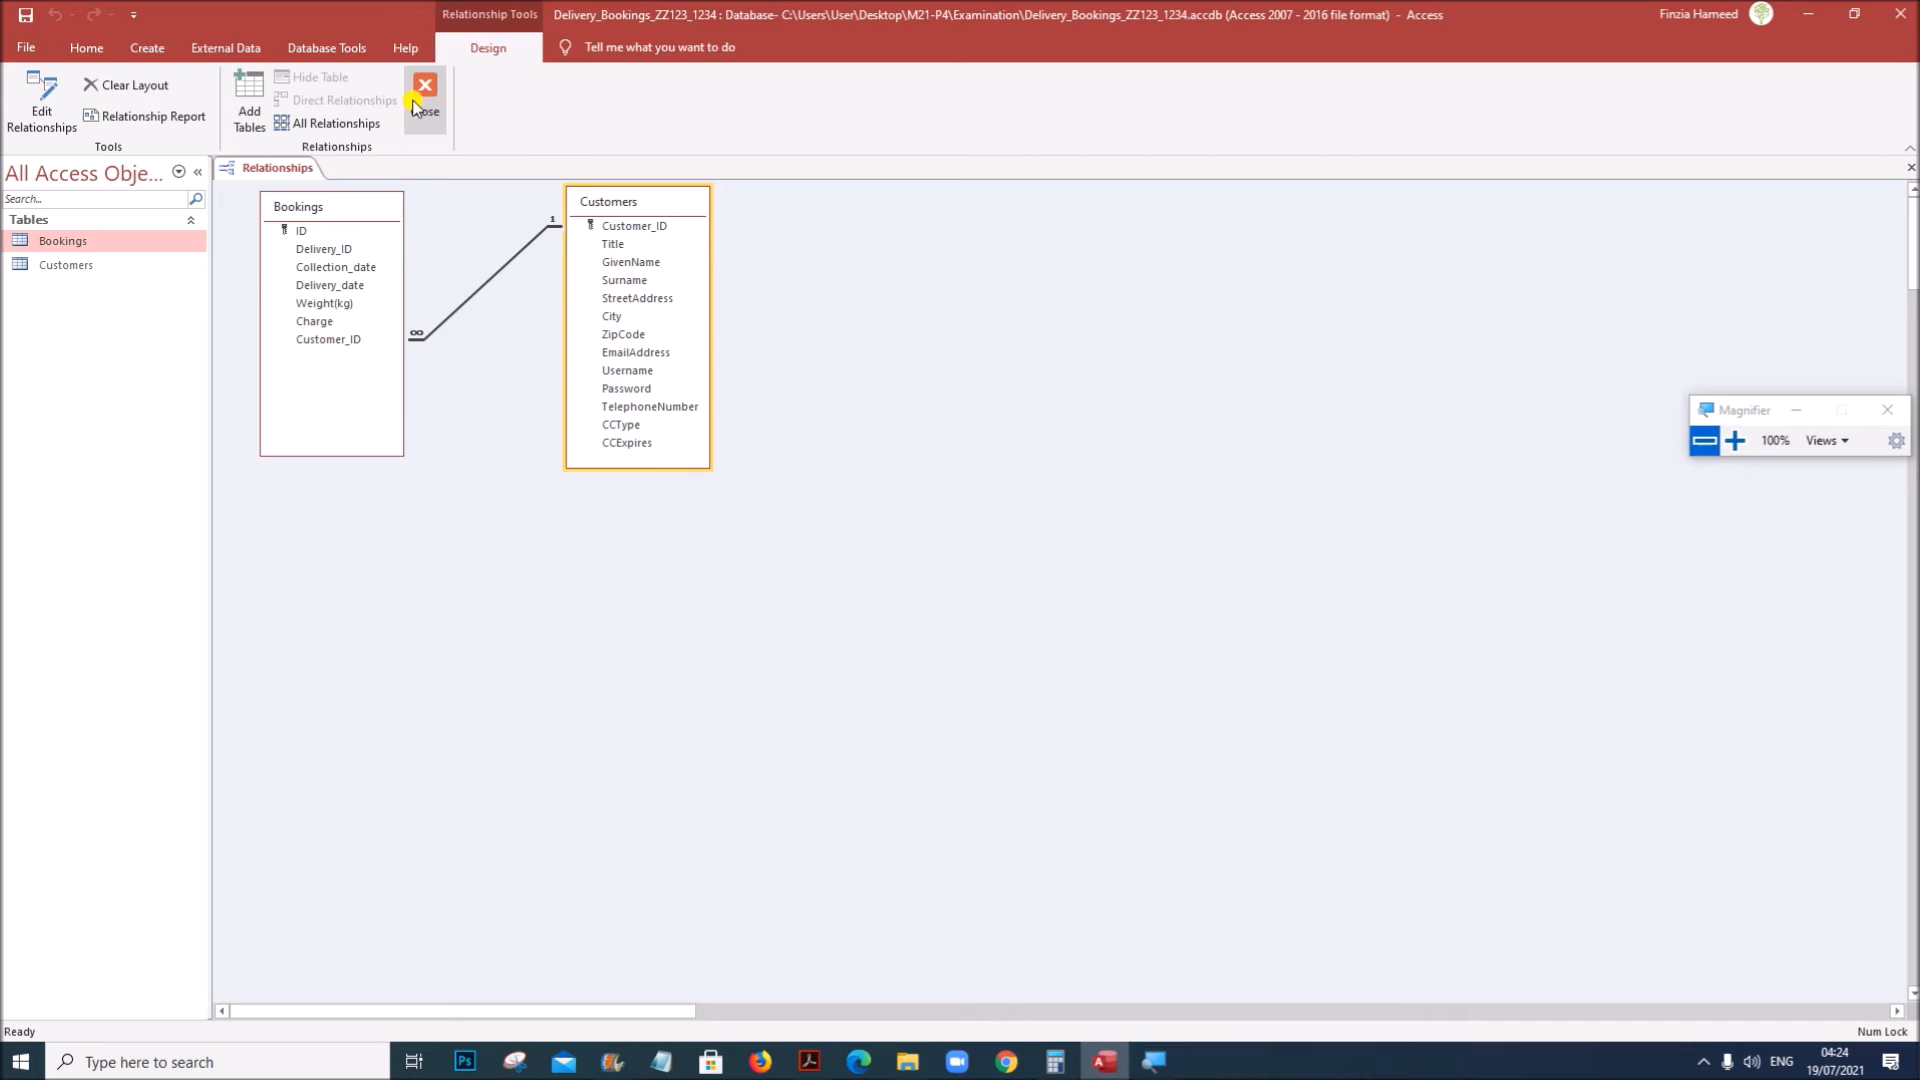 Relationship Tools
Delivery_Bookings_ZZ123_1234 : Database- C:\Users\User\Desktop\M21-P4\Examination\Delivery_Bookings_ZZ123_1234.accdb (Access 2007 - 2016 file format) - Access
Finzia Hameed
File
Home
Create
External Data
Database Tools
Help
Design
Tell me what you want to do
Edit
Relationships
Clear Layout
Relationship Report
Tools
Add
Tables
Hide Table
Direct Relationships
All Relationships
Relationships
All Access Obje...
Search...
Tables
Bookings
Customers
Relationships
Bookings
ID
Delivery_ID
Collection_date
Delivery_date
Weight(kg)
Charge
Customer_ID
∞
1
Customers
Customer_ID
Title
GivenName
Surname
StreetAddress
City
ZipCode
EmailAddress
Username
Password
TelephoneNumber
CCType
CCExpires
Magnifier
100%
Views
Ready
Num Lock
Type here to search
Ps
ENG
04:24
19/07/2021